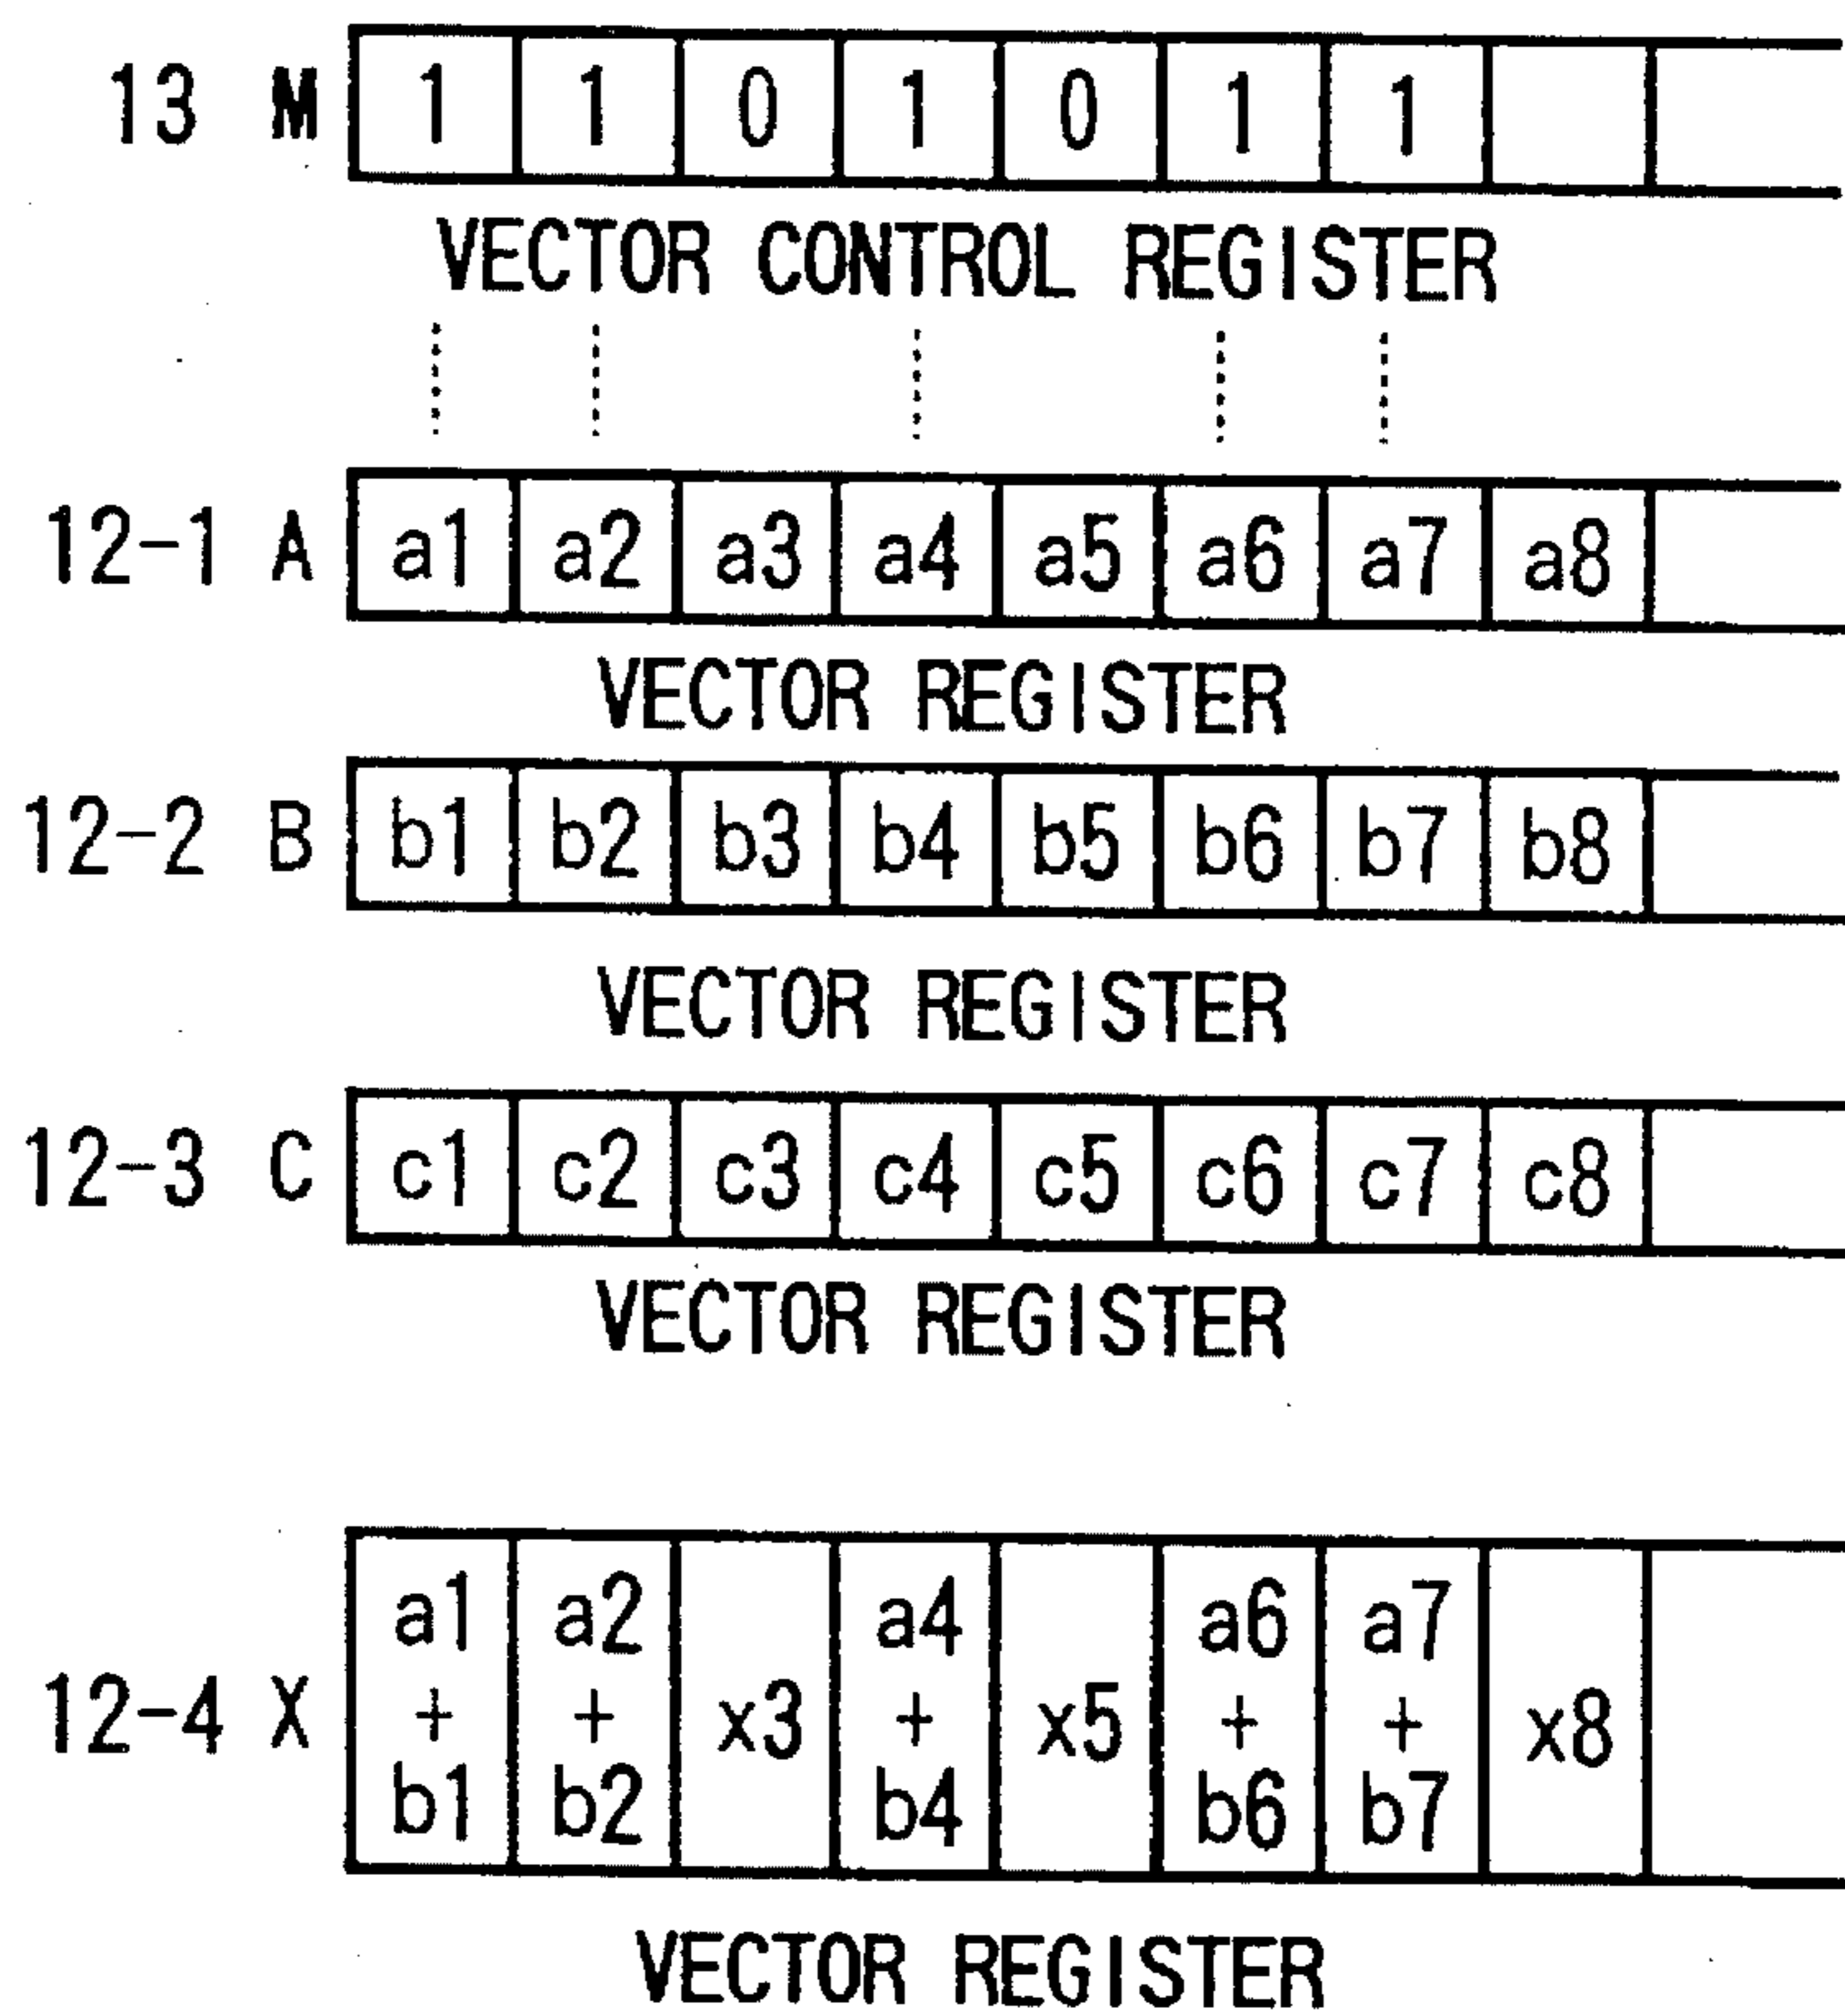 13 M 1 1 0 1 0 1 1
VECTOR CONTROL REGISTER
12-1 A a1 a2 a3 a4 a5 a6 a7 a8
VECTOR REGISTER
12-2 B b1 b2 b3 b4 b5 b6 b7 b8
VECTOR REGISTER
12-3 C c1 c2 c3 c4 c5 c6 c7 c8
VECTOR REGISTER
a1 a2 a4 a6 a7
12-4 X + + x3 + x5 + + x8
b1 b2 b4 b6 b7
VECTOR REGISTER